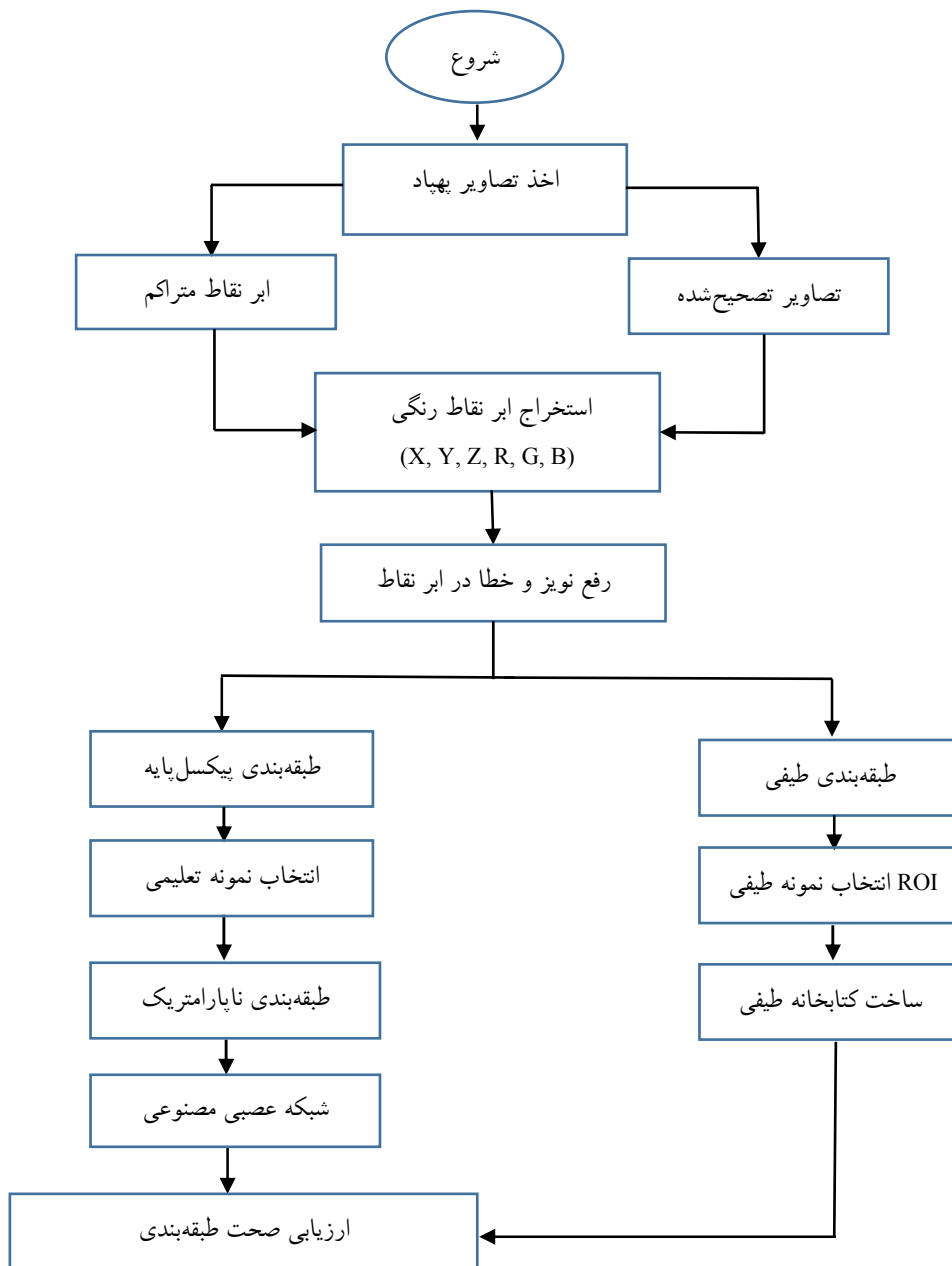 شروع
اخذ تصاویر پهپاد
تصاویر تصحیح‌شده
ابر نقاط متراکم
استخراج ابر نقاط رنگی
(X, Y, Z, R, G, B)
رفع نویز و خطا در ابر نقاط
طبقه‌بندی طیفی
طبقه‌بندی پیکسل‌پایه
ROI انتخاب نمونه طیفی
انتخاب نمونه تعلیمی
ساخت کتابخانه طیفی
طبقه‌بندی ناپارامتریک
شبکه عصبی مصنوعی
ارزیابی صحت طبقه‌بندی